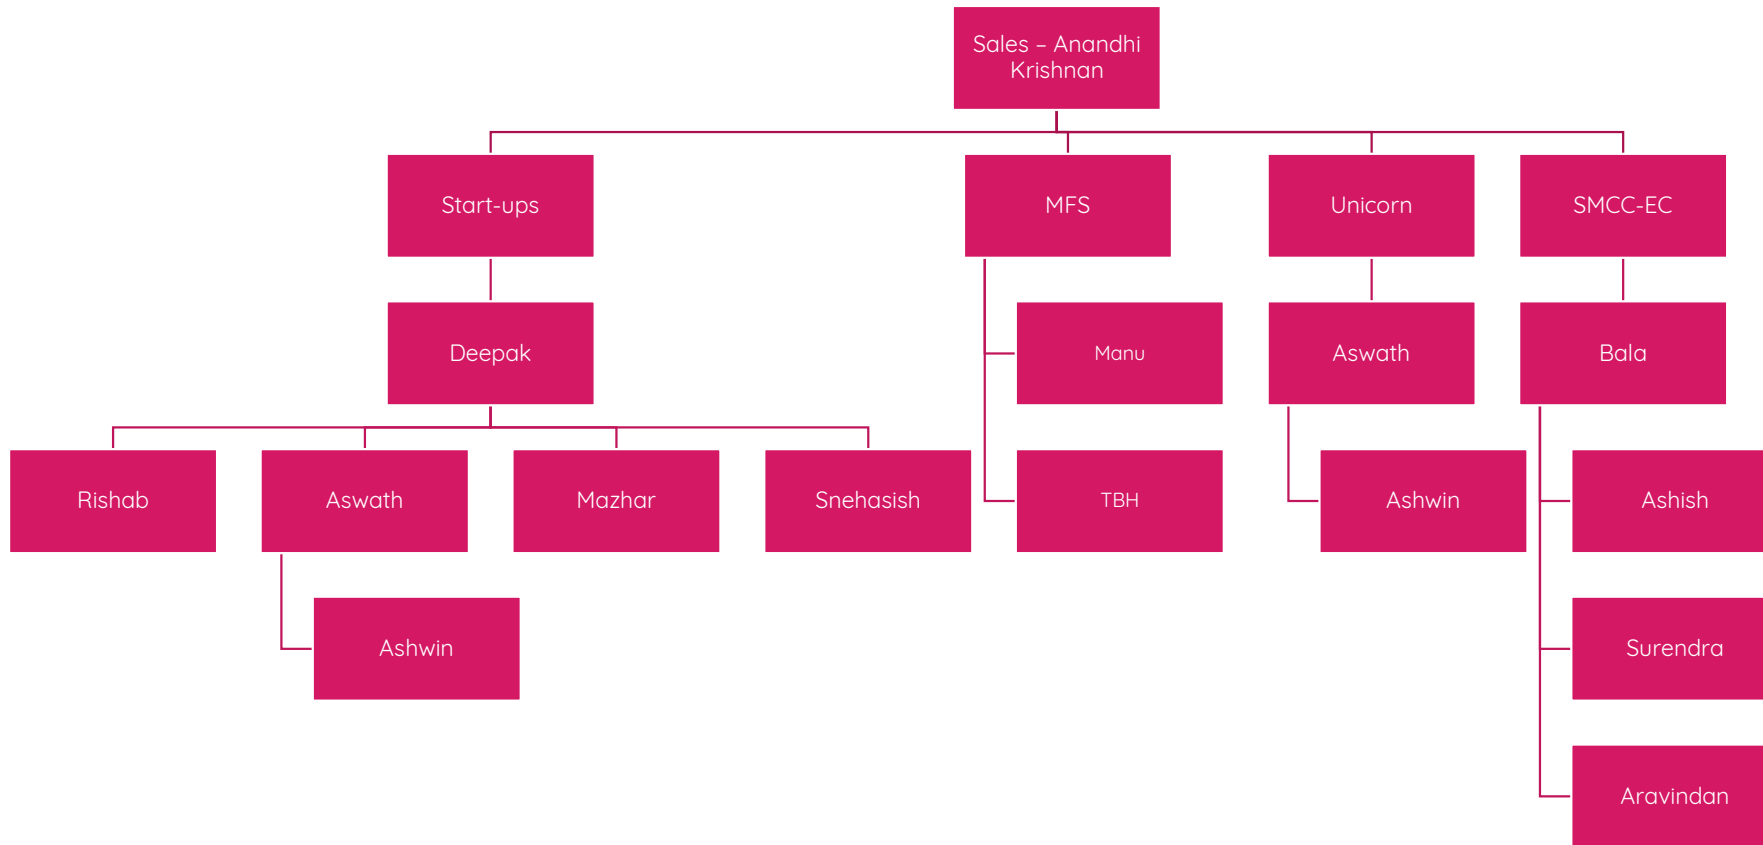 Sales – Anandhi
Krishnan
Start-ups
MFS
Unicorn
SMCC-EC
Deepak
Manu
Aswath
Bala
Rishab
Aswath
Mazhar
Snehasish
TBH
Ashwin
Ashish
Ashwin
Surendra
Aravindan